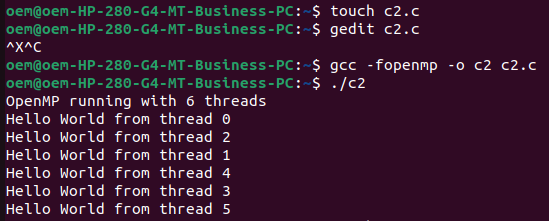 oem@oem-HP-280-G4-MT-Business-PC:~$ touch c2.c
oem@oem-HP-280-G4-MT-Business-PC:~$ gedit c2.c
^X^C
oem@oem-HP-280-G4-MT-Business-PC:~$ gcc -fopenmp -o c2 c2.c
oem@oem-HP-280-G4-MT-Business-PC:~$ ./c2
OpenMP running with 6 threads
Hello World from thread 0
Hello World from thread 2
Hello World from thread 1
Hello World from thread 4
Hello World from thread 3
Hello World from thread 5